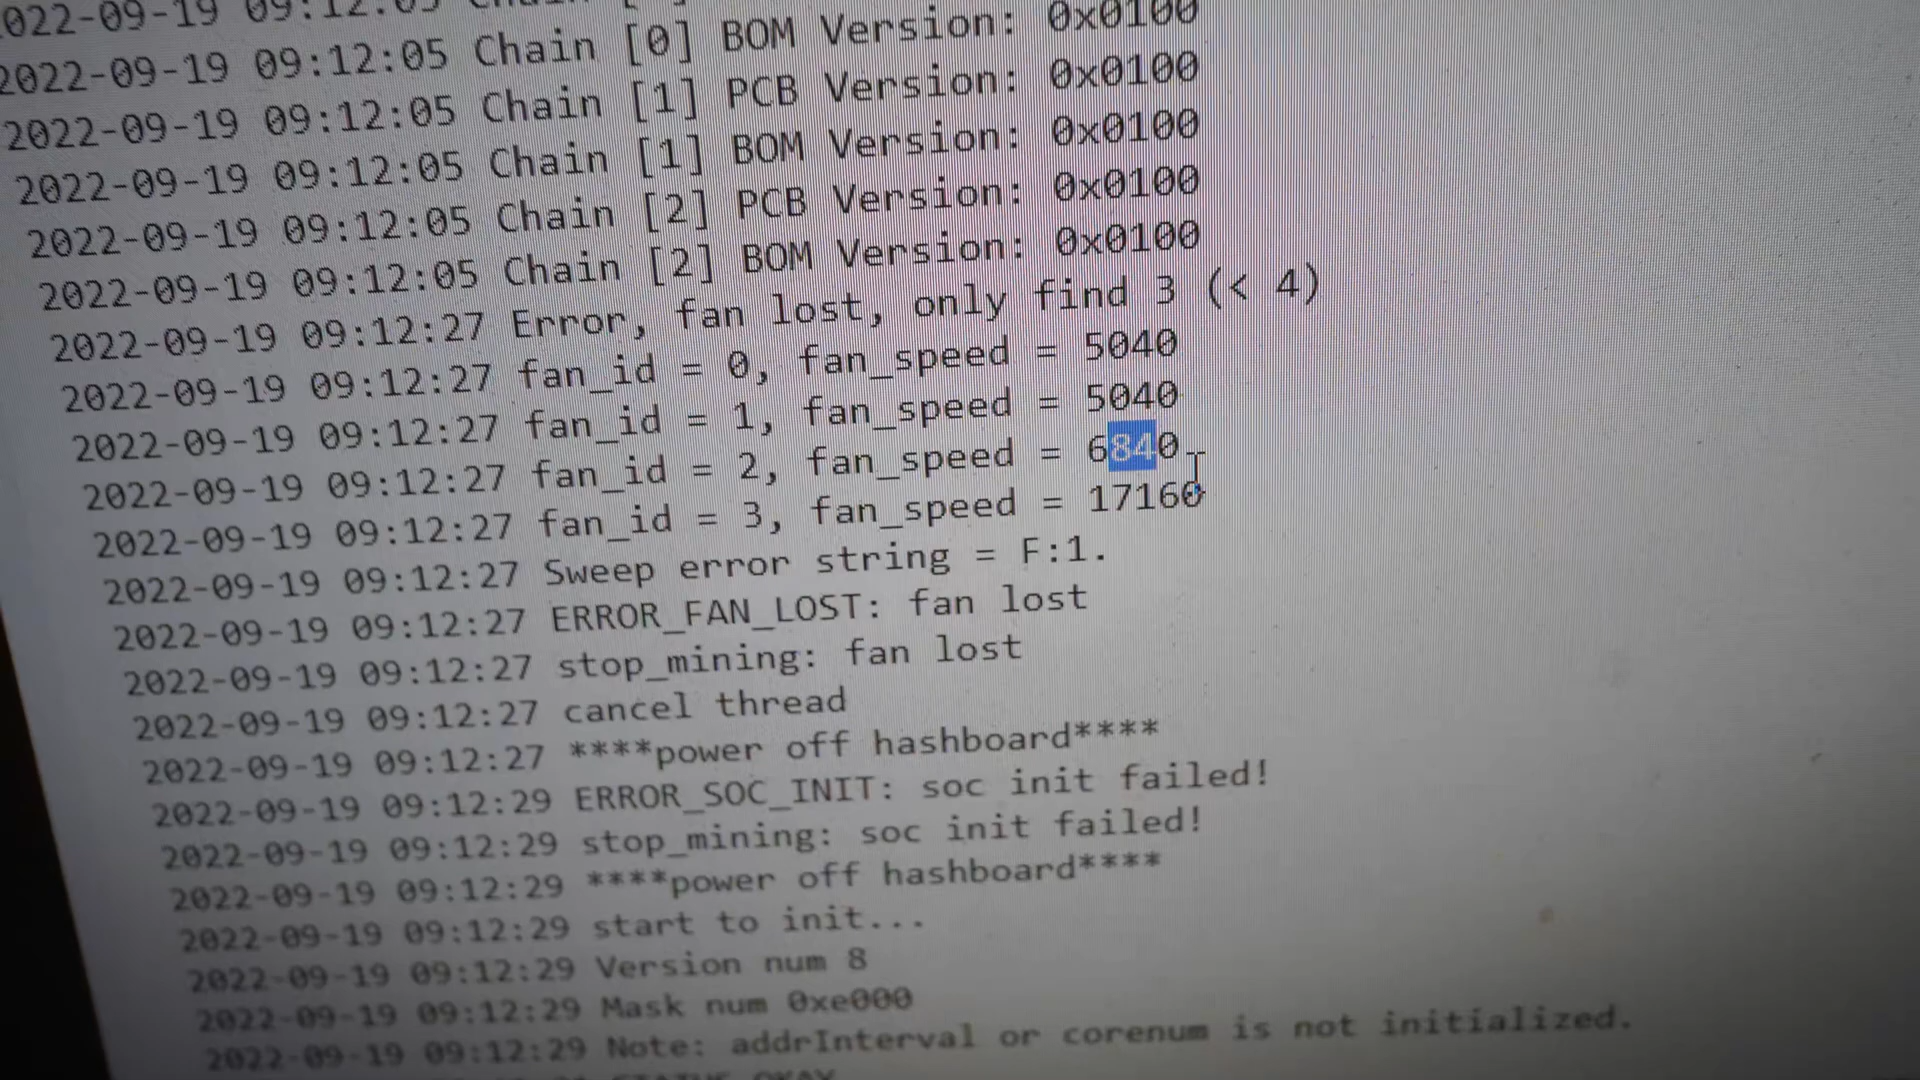 2022-09-19 09:12:05 Chain
2022-09-19 09:12:05 Chain [0] BOM Version: 0x0100
2022-09-19 09:12:05 Chain [1] PCB Version: 0x0100
2022-09-19 09:12:05 Chain [1] BOM Version: 0x0100
2022-09-19 09:12:05 Chain [2] PCB Version: 0x0100
2022-09-19 09:12:05 Chain [2] BOM Version: 0x0100
2022-09-19 09:12:27 Error, fan lost, only find 3 (< 4)
2022-09-19 09:12:27 fan_id = 0, fan_speed = 5040
2022-09-19 09:12:27 fan_id = 1, fan_speed = 5040
2022-09-19 09:12:27 fan_id = 2, fan_speed = 6840
2022-09-19 09:12:27 fan_id = 3, fan_speed = 17160
2022-09-19 09:12:27 Sweep error string = F:1.
2022-09-19 09:12:27 ERROR_FAN_LOST: fan lost
2022-09-19 09:12:27 stop_mining: fan lost
2022-09-19 09:12:27 cancel thread
2022-09-19 09:12:27 ****power off hashboard****
2022-09-19 09:12:29 ERROR_SOC_INIT: soc init failed!
2022-09-19 09:12:29 stop_mining: soc init failed!
2022-09-19 09:12:29 ****power off hashboard****
2022-09-19 09:12:29 start to init...
2022-09-19 09:12:29 Version num 8
2022-09-19 09:12:29 Mask num 0xe000
2022-09-19 09:12:29 Note: addrInterval or corenum is not initialized.
STATUS_OKAY